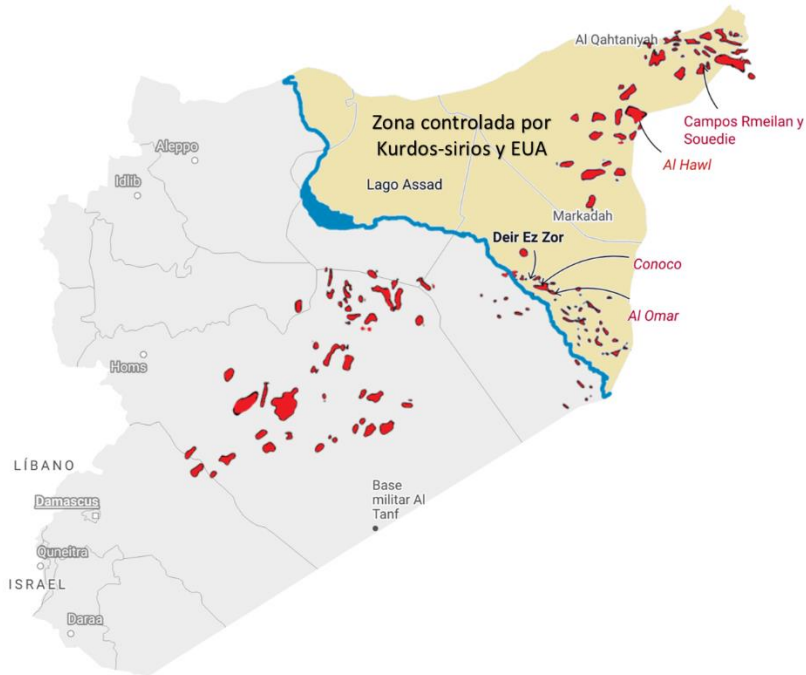 Al Qahtaniyah
Zona controlada por
Kurdos-sirios y EUA
Campos Rmeilan y
Souedie
Al Hawl
Aleppo
Idlib
Lago Assad
Markadah
Deir Ez Zor
Conoco
Al Omar
Homs
LÍBANO
Base
militar Al
Tanf
Damascus
Quneitra
ISRAEL
Daraa